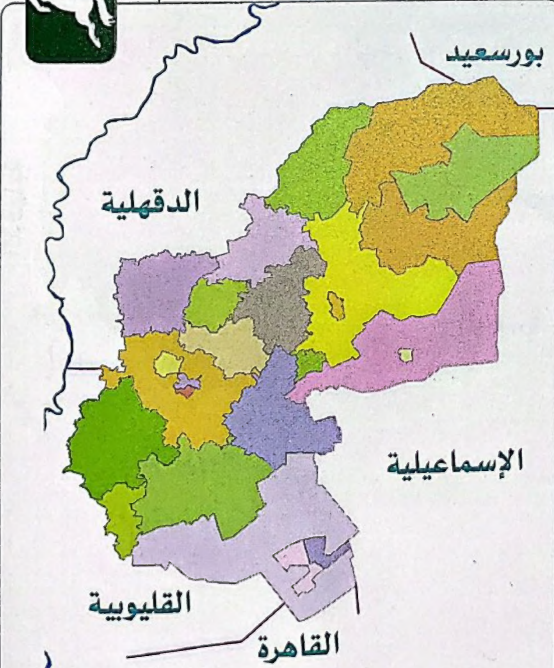 بورسعيد
الدقهلية
الإسماعيلية
القليوبية
القاهرة